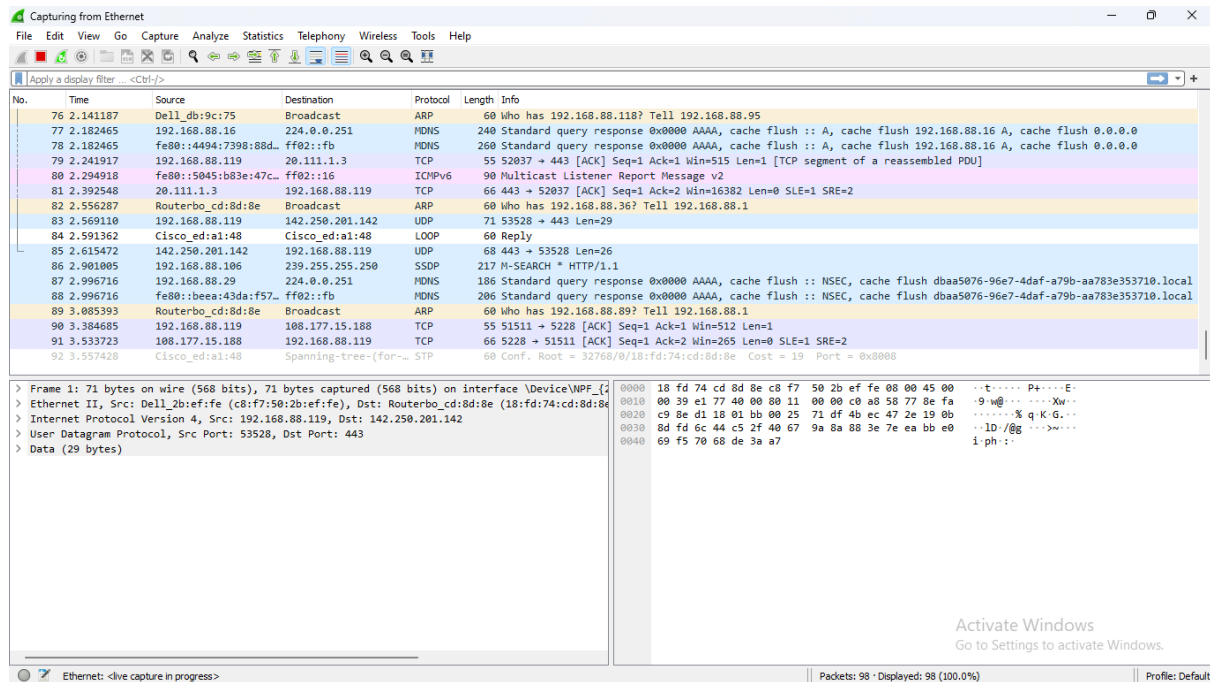 Capturing from Ethernet
File Edit View Go Capture Analyze Statistics Telephony Wireless Tools Help
Apply a display filter ... <Ctrl-/>
No. Time Source Destination Protocol Length Info
76 2.141187 Dell_db:9c:75 Broadcast ARP 60 Who has 192.168.88.118? Tell 192.168.88.95
77 2.182465 192.168.88.16 224.0.0.251 MDNS 240 Standard query response 0x0000 AAAA, cache flush :: A, cache flush 192.168.88.16 A, cache flush 0.0.0.0
78 2.182465 fe80::4494:7398:88d… ff02::fb MDNS 260 Standard query response 0x0000 AAAA, cache flush :: A, cache flush 192.168.88.16 A, cache flush 0.0.0.0
79 2.241917 192.168.88.119 20.111.1.3 TCP 55 52037 → 443 [ACK] Seq=1 Ack=1 Win=515 Len=1 [TCP segment of a reassembled PDU]
80 2.294918 fe80::5045:b83e:47c… ff02::16 ICMPv6 90 Multicast Listener Report Message v2
81 2.392548 20.111.1.3 192.168.88.119 TCP 66 443 → 52037 [ACK] Seq=1 Ack=2 Win=16382 Len=0 SLE=1 SRE=2
82 2.556287 Routerbo_cd:8d:8e Broadcast ARP 60 Who has 192.168.88.36? Tell 192.168.88.1
83 2.569110 192.168.88.119 142.250.201.142 UDP 71 53528 → 443 Len=29
84 2.591362 Cisco_ed:a1:48 Cisco_ed:a1:48 LOOP 60 Reply
85 2.615472 142.250.201.142 192.168.88.119 UDP 68 443 → 53528 Len=26
86 2.901005 192.168.88.106 239.255.255.250 SSDP 217 M-SEARCH * HTTP/1.1
87 2.996716 192.168.88.29 224.0.0.251 MDNS 186 Standard query response 0x0000 AAAA, cache flush :: NSEC, cache flush dbaa5076-96e7-4daf-a79b-aa783e353710.local
88 2.996716 fe80::beea:43da:f57… ff02::fb MDNS 206 Standard query response 0x0000 AAAA, cache flush :: NSEC, cache flush dbaa5076-96e7-4daf-a79b-aa783e353710.local
89 3.085393 Routerbo_cd:8d:8e Broadcast ARP 60 Who has 192.168.88.89? Tell 192.168.88.1
90 3.384685 192.168.88.119 108.177.15.188 TCP 55 51511 → 5228 [ACK] Seq=1 Ack=1 Win=512 Len=1
91 3.533723 108.177.15.188 192.168.88.119 TCP 66 5228 → 51511 [ACK] Seq=1 Ack=2 Win=265 Len=0 SLE=1 SRE=2
92 3.557428 Cisco_ed:a1:48 Spanning-tree-(for-… STP 60 Conf. Root = 32768/0/18:fd:74:cd:8d:8e Cost = 19 Port = 0x8008
> Frame 1: 71 bytes on wire (568 bits), 71 bytes captured (568 bits) on interface \Device\NPF_{2
> Ethernet II, Src: Dell_2b:ef:fe (c8:f7:50:2b:ef:fe), Dst: Routerbo_cd:8d:8e (18:fd:74:cd:8d:8e
> Internet Protocol Version 4, Src: 192.168.88.119, Dst: 142.250.201.142
> User Datagram Protocol, Src Port: 53528, Dst Port: 443
> Data (29 bytes)
0000 18 fd 74 cd 8d 8e c8 f7 50 2b ef fe 08 00 45 00 ··t····· P+····E·
0010 00 39 e1 77 40 00 80 11 00 00 c0 a8 58 77 8e fa ·9·w@··· ····Xw··
0020 c9 8e d1 18 01 bb 00 25 71 df 4b ec 47 2e 19 0b ·······% q·K·G.··
0030 8d fd 6c 44 c5 2f 40 67 9a 8a 88 3e 7e ea bb e0 ··lD·/@g ···>~···
0040 69 f5 70 68 de 3a a7 i·ph·:·
Activate Windows
Go to Settings to activate Windows.
Ethernet: <live capture in progress> Packets: 98 · Displayed: 98 (100.0%) Profile: Default